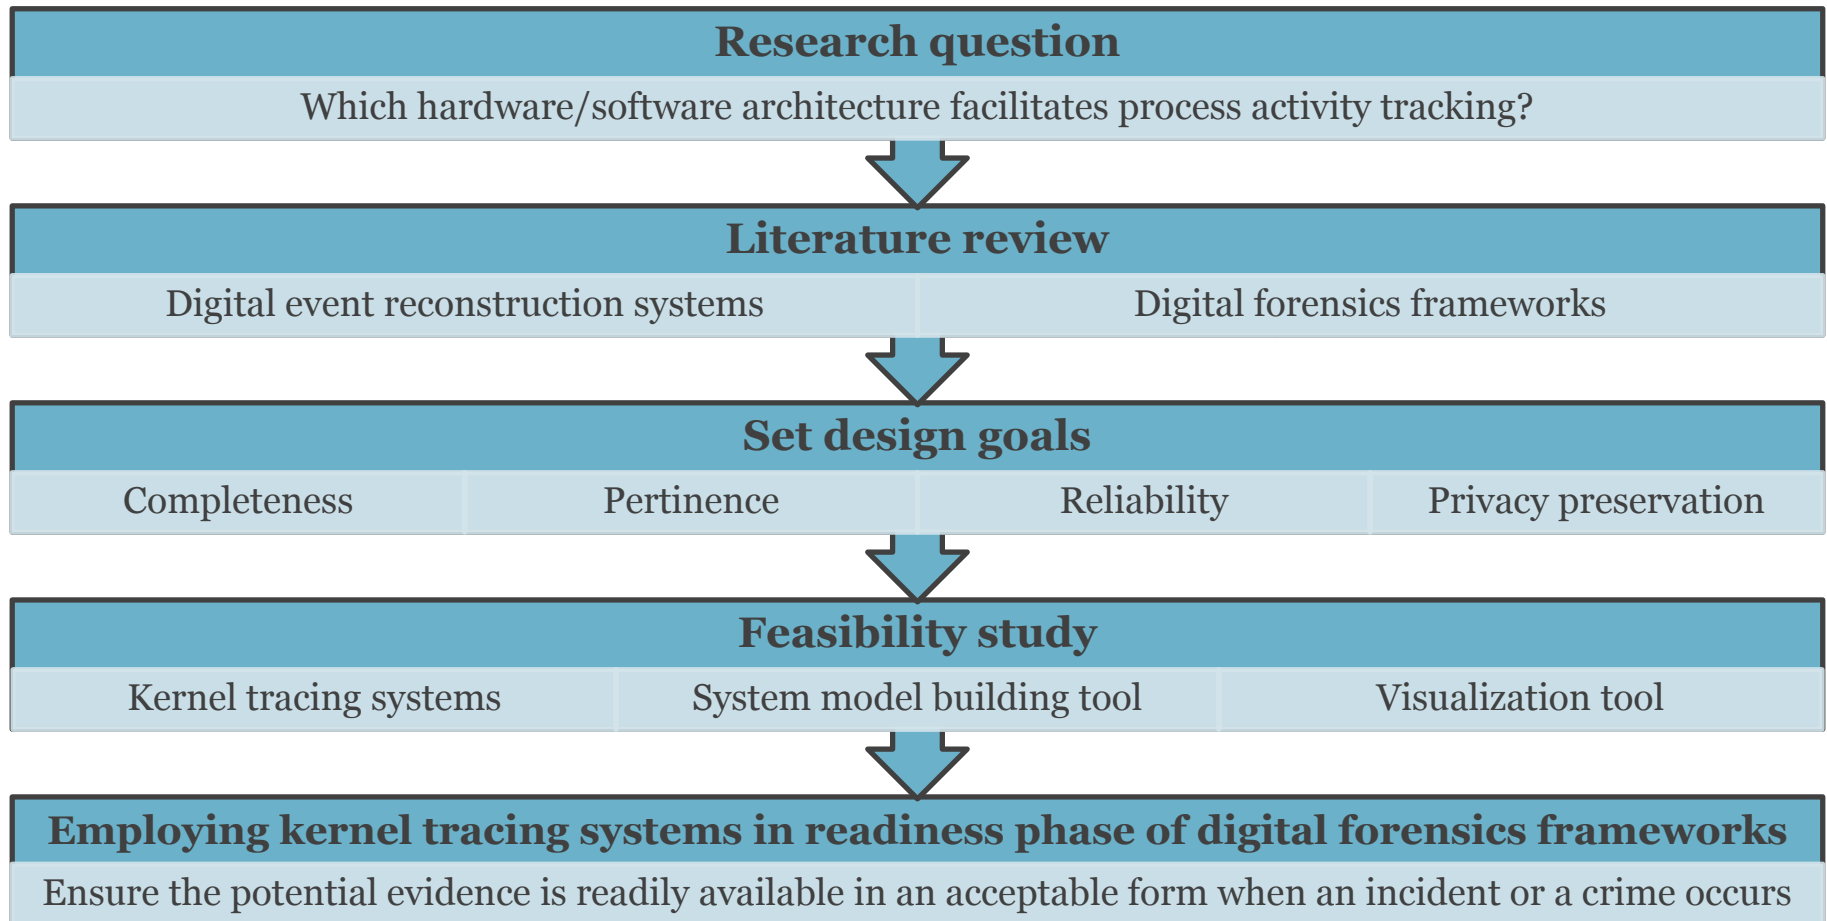 Research question
Which hardware/software architecture facilitates process activity tracking?
Literature review
Digital event reconstruction systems
Digital forensics frameworks
Set design goals
Completeness
Pertinence
Reliability
Privacy preservation
Feasibility study
Kernel tracing systems
System model building tool
Visualization tool
Employing kernel tracing systems in readiness phase of digital forensics frameworks
Ensure the potential evidence is readily available in an acceptable form when an incident or a crime occurs